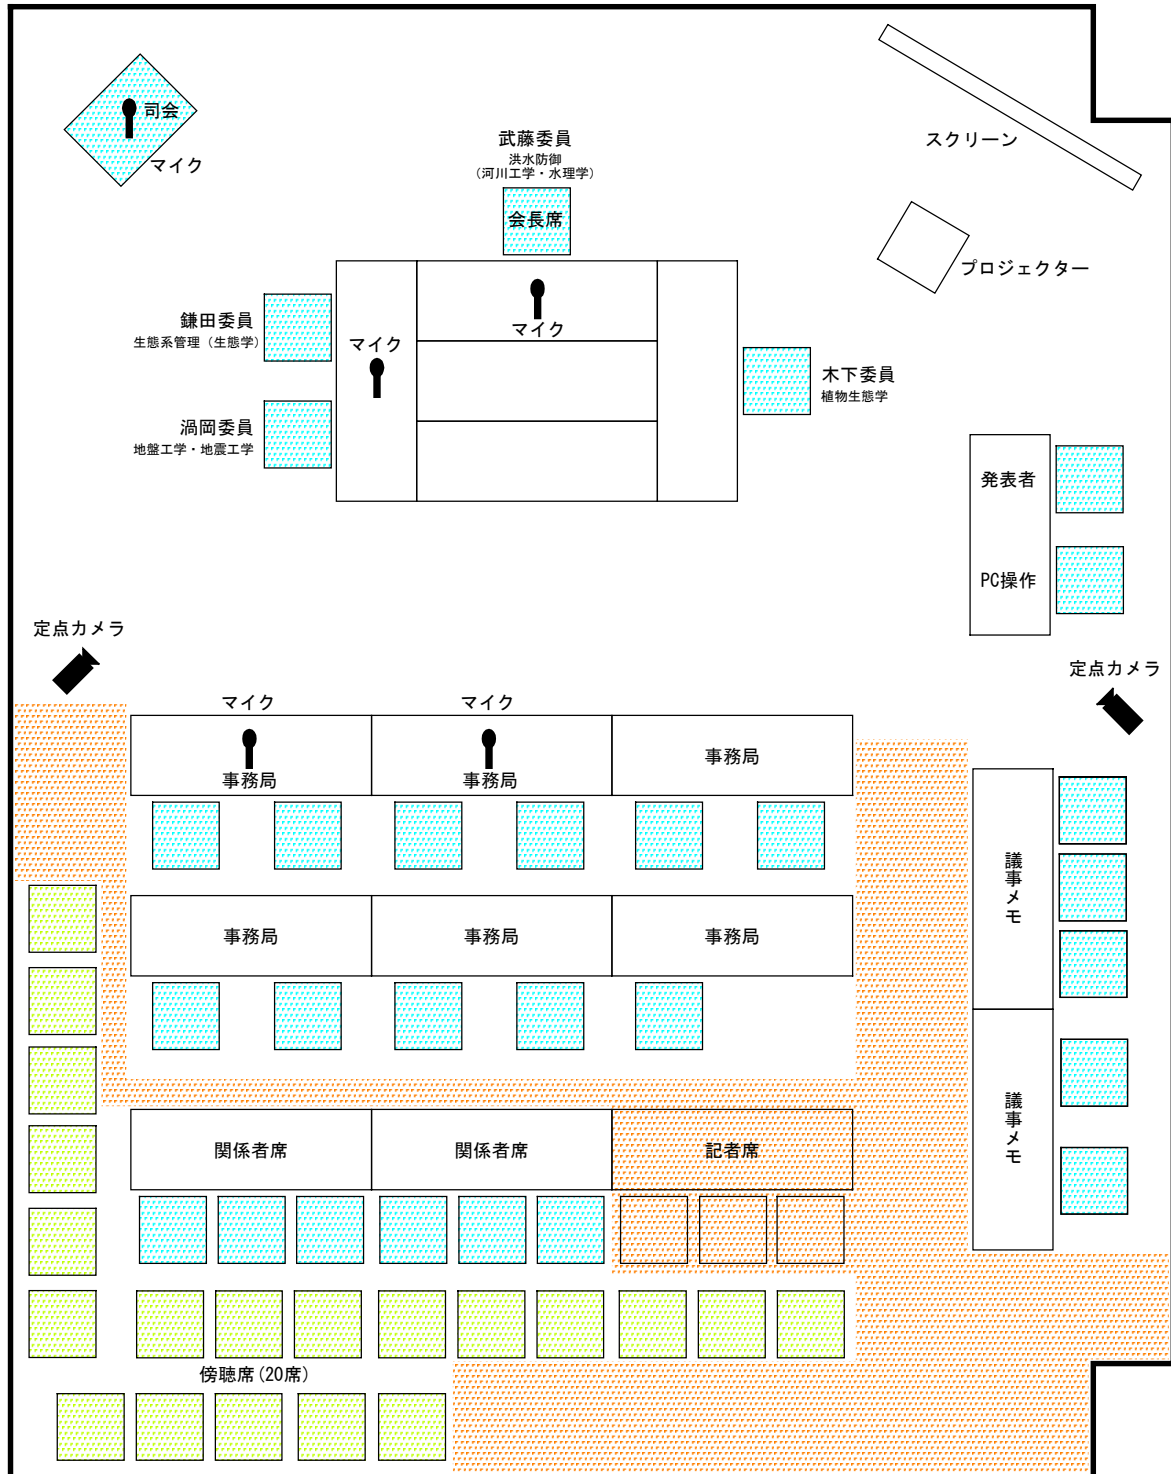 司会
マイク
スクリーン
武藤委員
洪水防御
(河川工学・水理学)
会長席
プロジェクター
マイク
鎌田委員
生態系管理（生態学）
マイク
木下委員
植物生態学
渦岡委員
地盤工学・地震工学
発表者
PC操作
定点カメラ
定点カメラ
マイク
マイク
事務局
事務局
事務局
議事メモ
事務局
事務局
事務局
議事メモ
関係者席
関係者席
記者席
傍聴席(20席)